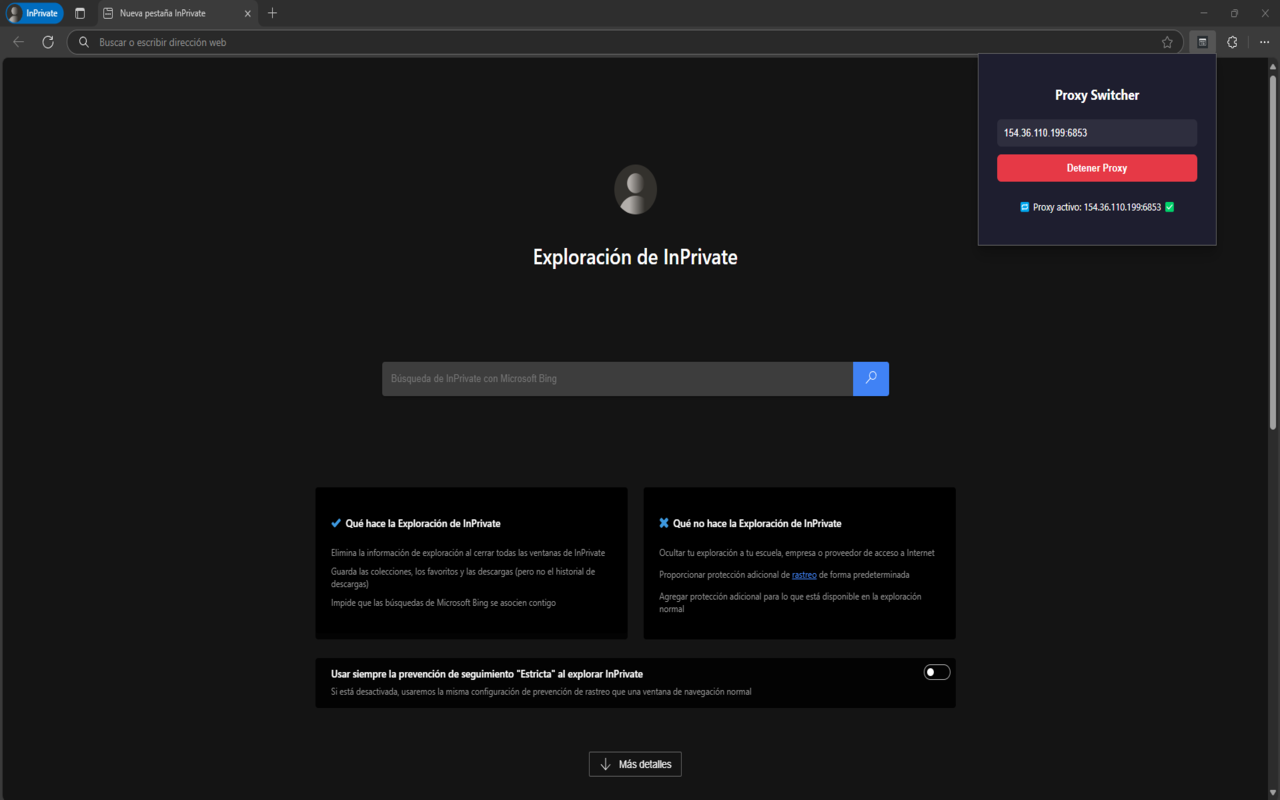 InPrivate
Nueva pestaña InPrivate
Buscar o escribir dirección web
Proxy Switcher
154.36.110.199:6853
Detener Proxy
Proxy activo: 154.36.110.199:6853
Exploración de InPrivate
Búsqueda de InPrivate con Microsoft Bing
Qué hace la Exploración de InPrivate
Elimina la información de exploración al cerrar todas las ventanas de InPrivate
Guarda las colecciones, los favoritos y las descargas (pero no el historial de
descargas)
Impide que las búsquedas de Microsoft Bing se asocien contigo
Qué no hace la Exploración de InPrivate
Ocultar tu exploración a tu escuela, empresa o proveedor de acceso a Internet
Proporcionar protección adicional de rastreo de forma predeterminada
Agregar protección adicional para lo que está disponible en la exploración
normal
Usar siempre la prevención de seguimiento "Estricta" al explorar InPrivate
Si está desactivada, usaremos la misma configuración de prevención de rastreo que una ventana de navegación normal
Más detalles